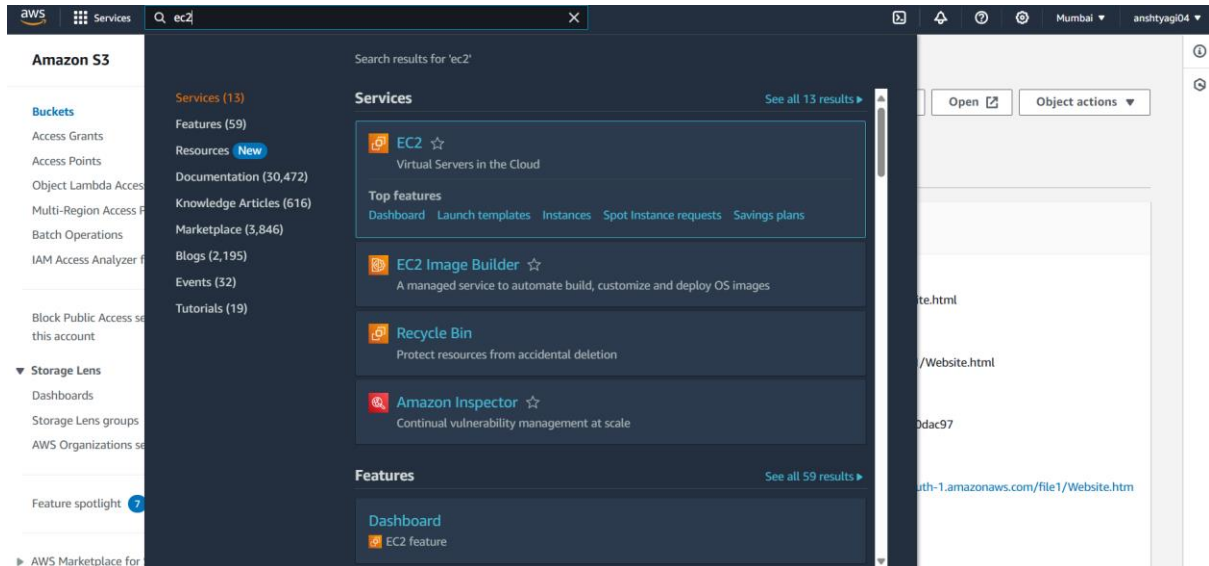 aws Services ec2 Mumbai ▼ anshtyagi04 ▼
Amazon S3
Buckets
Access Grants
Access Points
Object Lambda Acces
Multi-Region Access P
Batch Operations
IAM Access Analyzer f
Block Public Access se
this account
▼ Storage Lens
Dashboards
Storage Lens groups
AWS Organizations se
Feature spotlight 7
▶ AWS Marketplace for
Search results for 'ec2'
Services (13)
Features (59)
Resources New
Documentation (30,472)
Knowledge Articles (616)
Marketplace (3,846)
Blogs (2,195)
Events (32)
Tutorials (19)
Services See all 13 results ▶
EC2
Virtual Servers in the Cloud
Top features
Dashboard Launch templates Instances Spot Instance requests Savings plans
EC2 Image Builder
A managed service to automate build, customize and deploy OS images
Recycle Bin
Protect resources from accidental deletion
Amazon Inspector
Continual vulnerability management at scale
Features See all 59 results ▶
Dashboard
EC2 feature
Open Object actions ▼
ite.html
/Website.html
0dac97
uth-1.amazonaws.com/file1/Website.htm